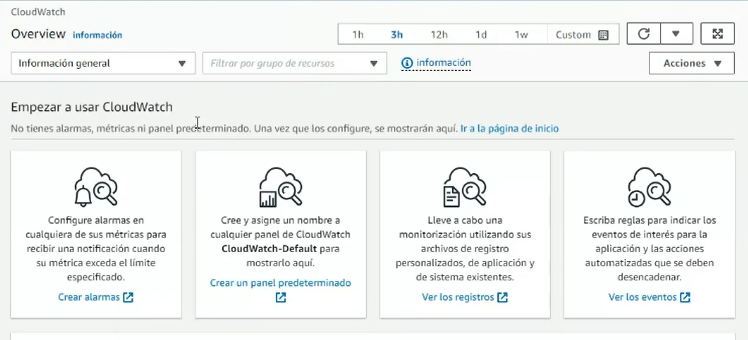 CloudWatch
Overview información
1h 3h 12h 1d 1w Custom
Información general
Filtrar por grupo de recursos
información
Acciones
Empezar a usar CloudWatch
No tienes alarmas, métricas ni panel predeterminado. Una vez que los configure, se mostrarán aquí. Ir a la página de inicio
Configure alarmas en
cualquiera de sus métricas para
recibir una notificación cuando
su métrica exceda el límite
especificado.
Crear alarmas
Cree y asigne un nombre a
cualquier panel de CloudWatch
CloudWatch-Default para
mostrarlo aquí.
Crear un panel predeterminado
Lleve a cabo una
monitorización utilizando sus
archivos de registro
personalizados, de aplicación y
de sistema existentes.
Ver los registros
Escriba reglas para indicar los
eventos de interés para la
aplicación y las acciones
automatizadas que se deben
desencadenar.
Ver los eventos